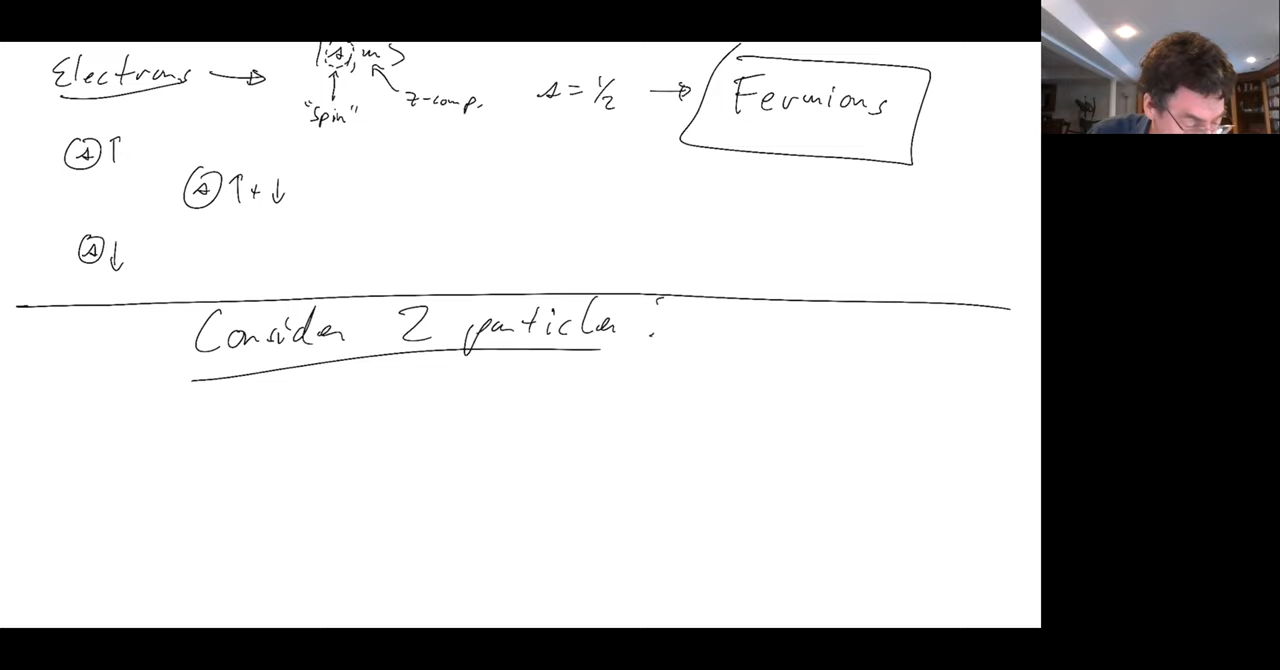 Electrons → |s, m>
"Spin" z-comp. s = 1/2 → Fermions
s ↑
s ↑ + ↓
s ↓
Consider 2 particles :